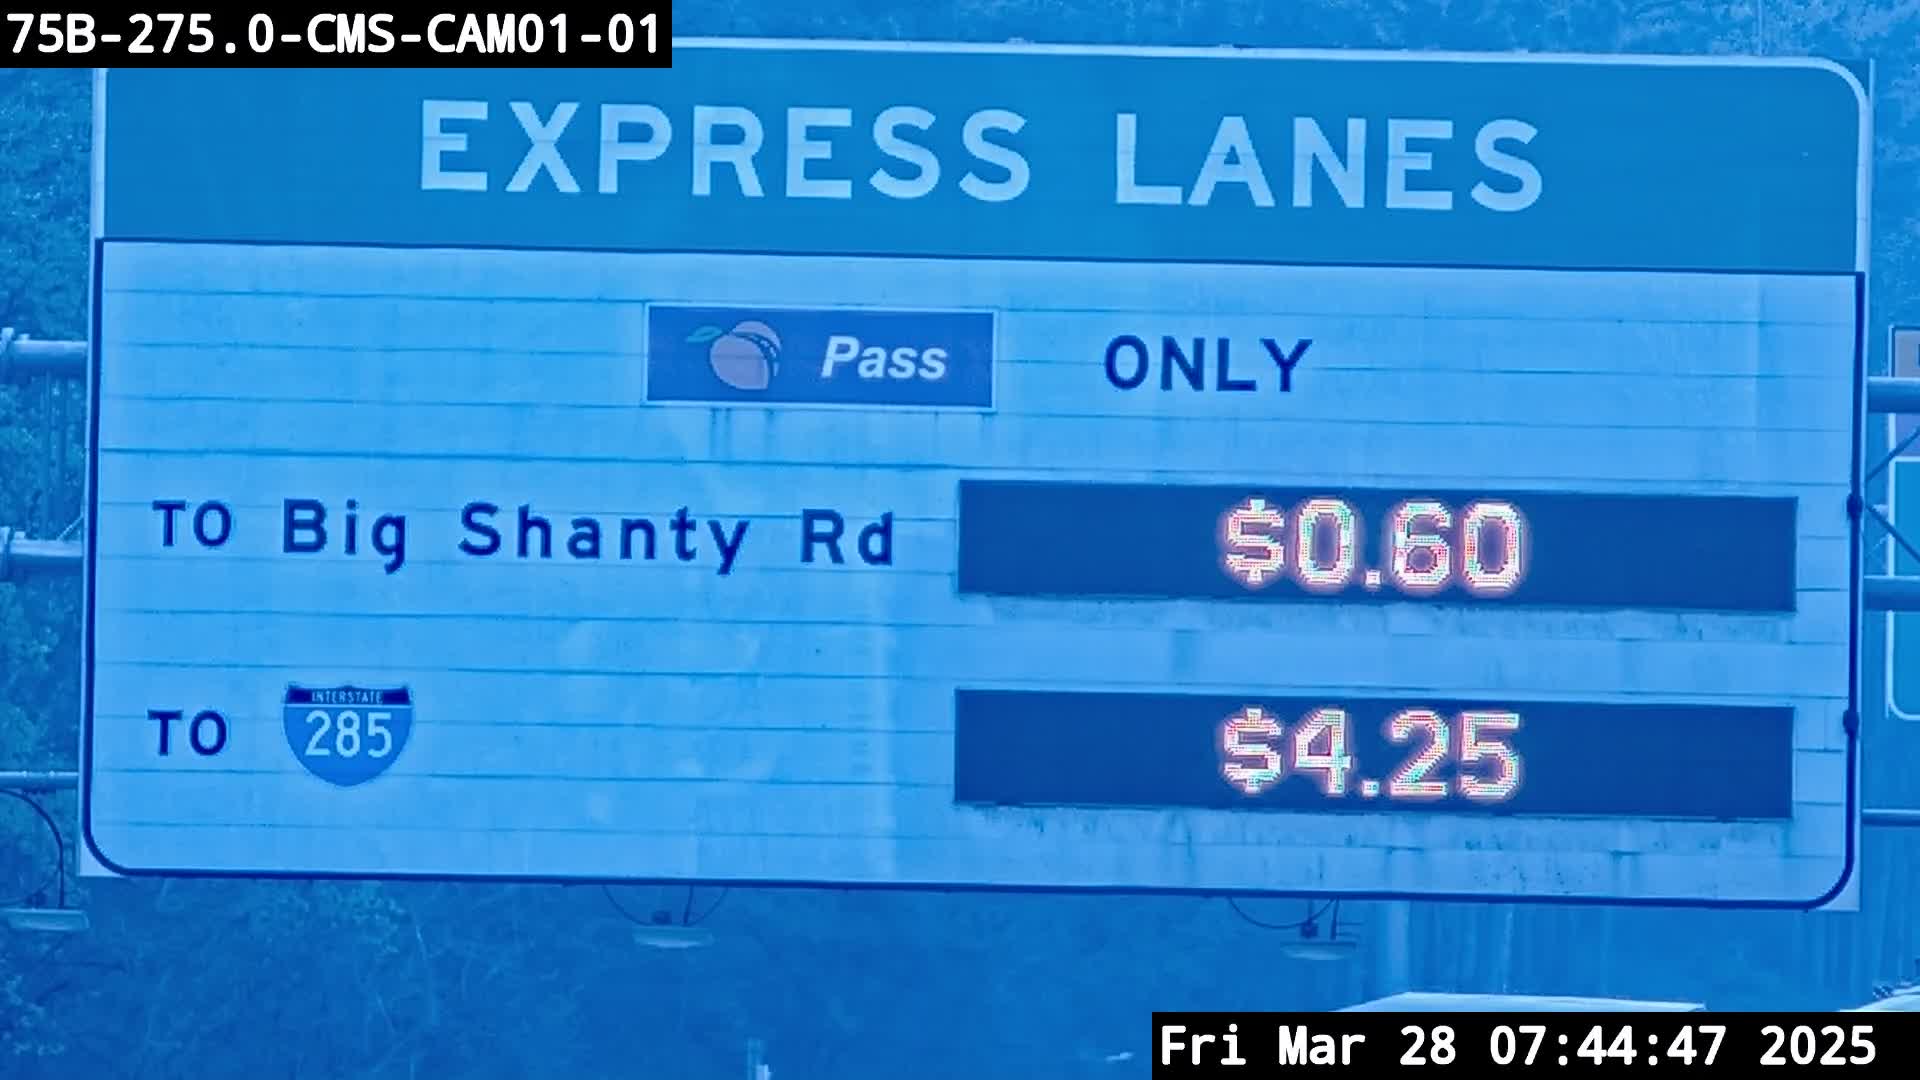 75B-275.0-CMS-CAM01-01
EXPRESS LANES
Pass ONLY
TO Big Shanty Rd $0.60
INTERSTATE
TO 285 $4.25
Fri Mar 28 07:44:47 2025